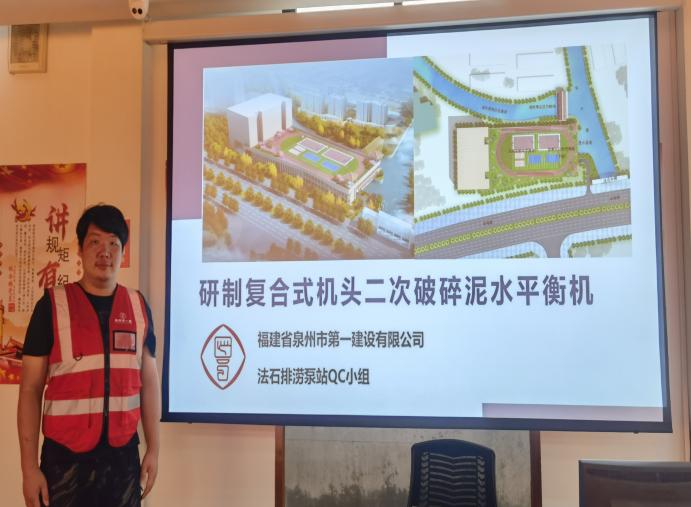 讲
规矩
有
纪
研制复合式机头二次破碎泥水平衡机
福建省泉州市第一建设有限公司
法石排涝泵站QC小组